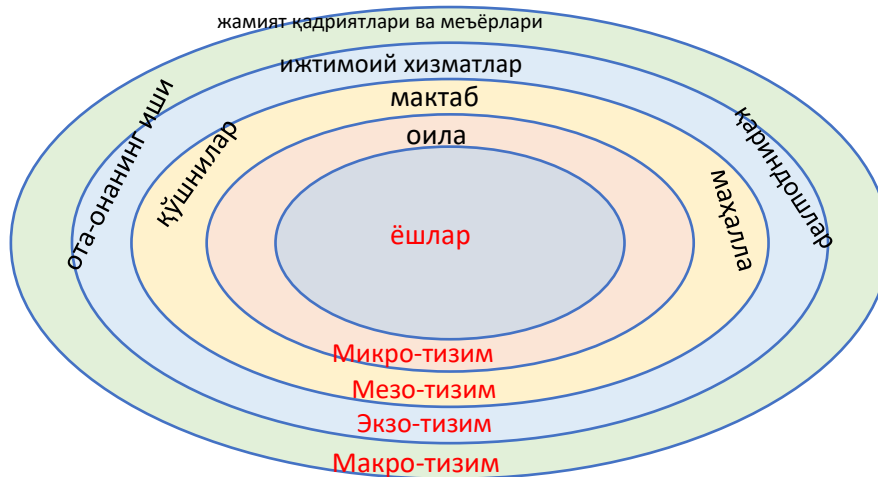 жамият қадриятлари ва меъёрлари
ижтимоий хизматлар
мактаб
оила
ота-онанинг иши
қўшнилар
ёшлар
маҳалла
қариндошлар
Микро-тизим
Мезо-тизим
Экзо-тизим
Макро-тизим